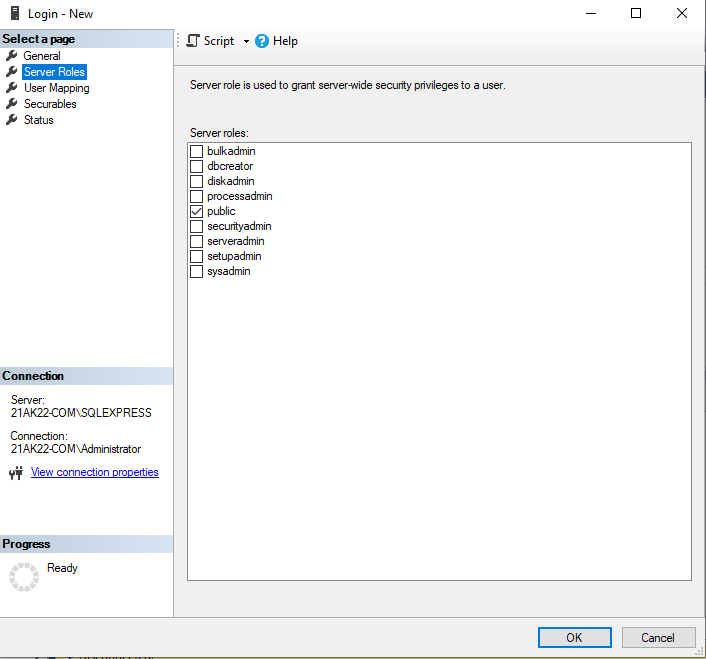 Login - New
Select a page
General
Server Roles
User Mapping
Securables
Status
Script
Help
Server role is used to grant server-wide security privileges to a user.
Server roles:
bulkadmin
dbcreator
diskadmin
processadmin
public
securityadmin
serveradmin
setupadmin
sysadmin
Connection
Server:
21AK22-COM\SQLEXPRESS
Connection:
21AK22-COM\Administrator
View connection properties
Progress
Ready
OK
Cancel